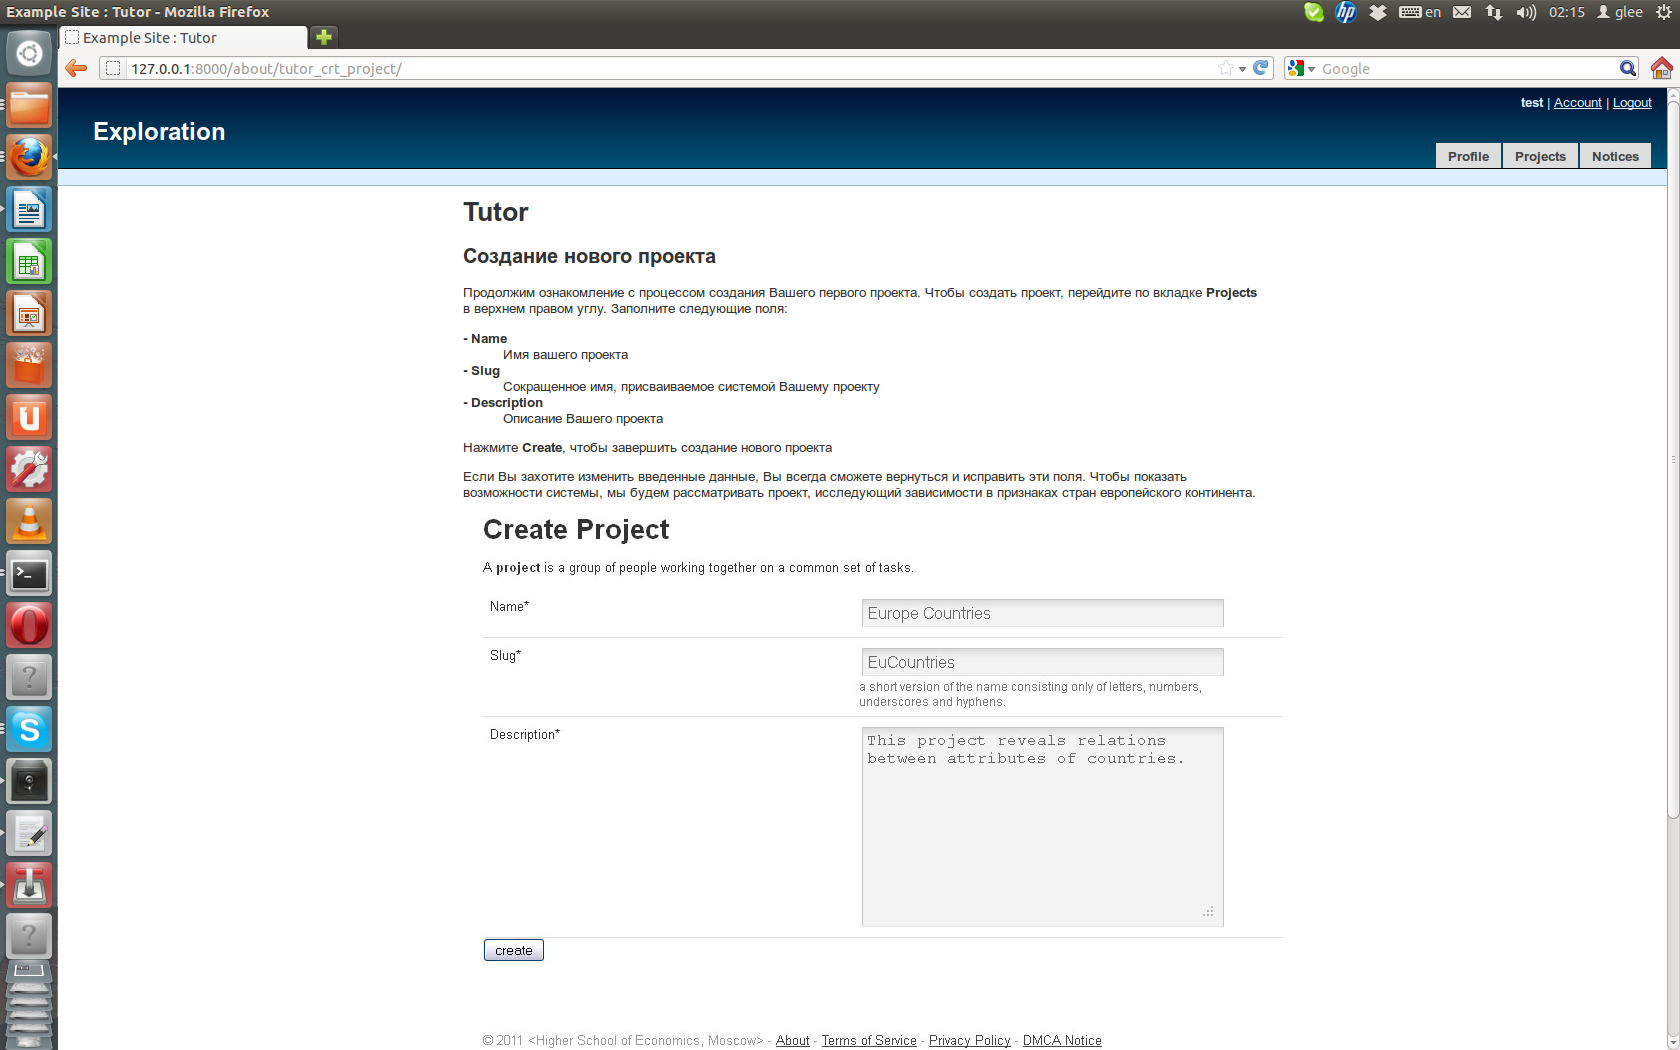 Example Site : Tutor - Mozilla Firefox
hp
en
02:15
glee
Example Site : Tutor
127.0.0.1:8000/about/tutor_crt_project/
Google
test | Account | Logout
Exploration
Profile
Projects
Notices
Tutor
Создание нового проекта
Продолжим ознакомление с процессом создания Вашего первого проекта. Чтобы создать проект, перейдите по вкладке Projects
в верхнем правом углу. Заполните следующие поля:
- Name
Имя вашего проекта
- Slug
Сокращенное имя, присваиваемое системой Вашему проекту
- Description
Описание Вашего проекта
Нажмите Create, чтобы завершить создание нового проекта
Если Вы захотите изменить введенные данные, Вы всегда сможете вернуться и исправить эти поля. Чтобы показать
возможности системы, мы будем рассматривать проект, исследующий зависимости в признаках стран европейского континента.
Create Project
A project is a group of people working together on a common set of tasks.
Name*
Europe Countries
Slug*
EuCountries
a short version of the name consisting only of letters, numbers,
underscores and hyphens.
Description*
This project reveals relations
between attributes of countries.
create
© 2011 <Higher School of Economics, Moscow> - About - Terms of Service - Privacy Policy - DMCA Notice